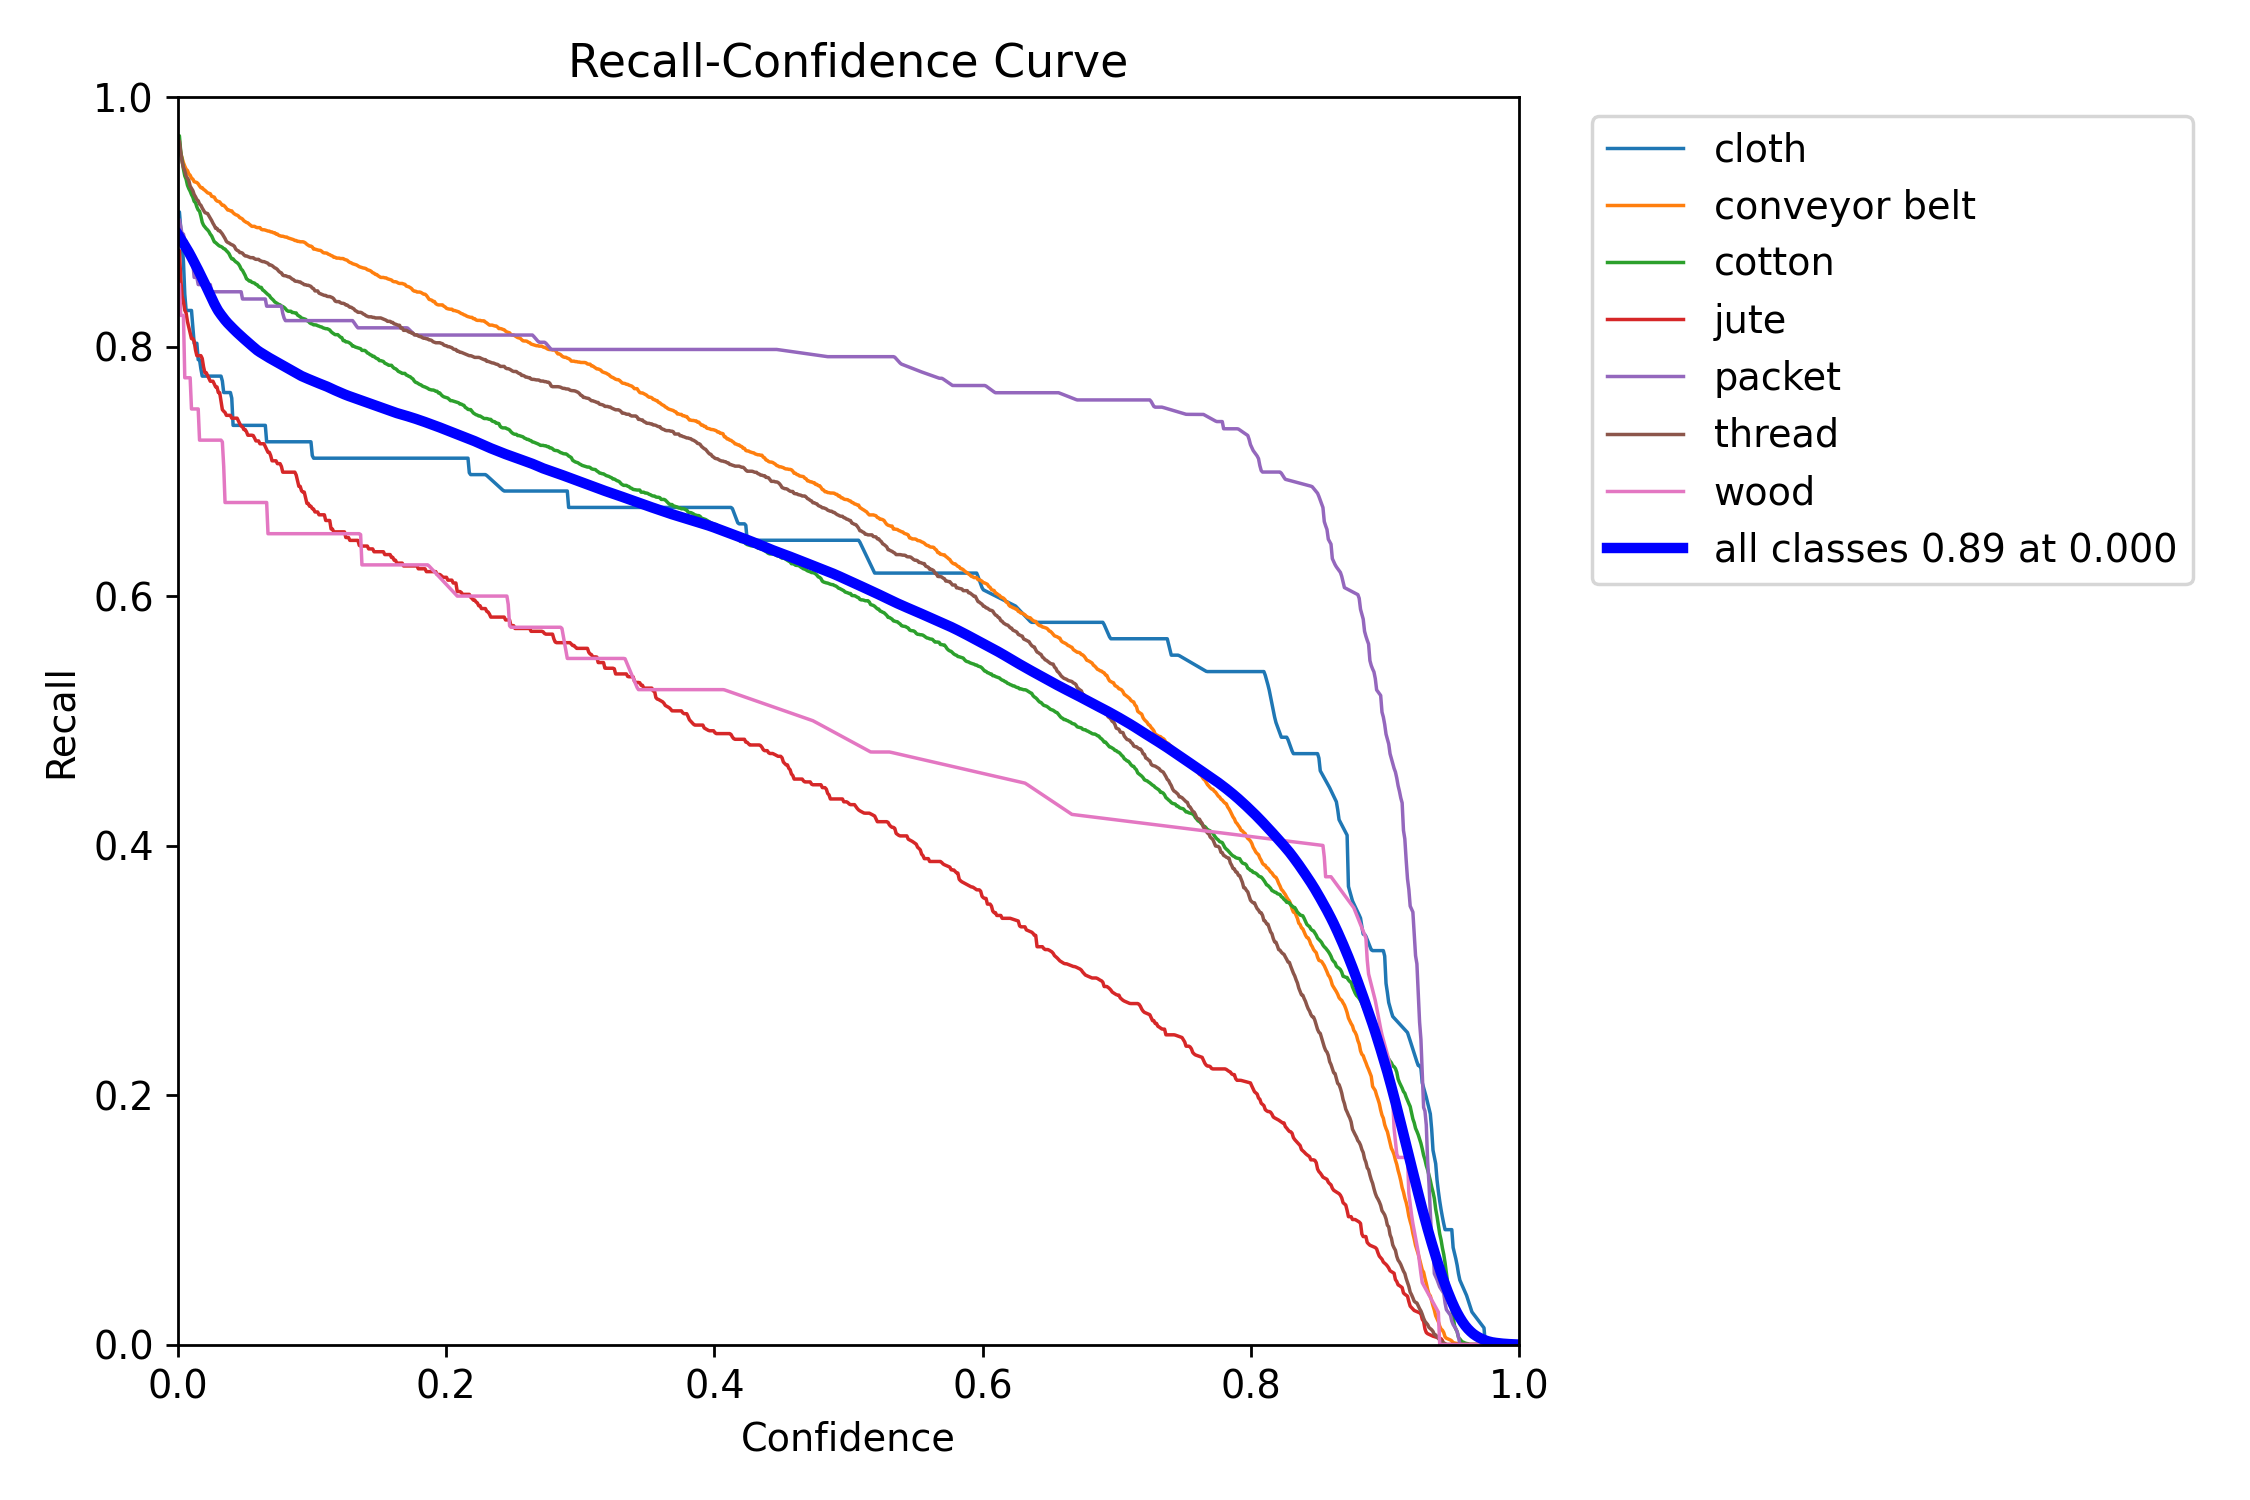 Recall-Confidence Curve
1.0
0.8
0.6
0.4
0.2
0.0
Recall
0.0 0.2 0.4 0.6 0.8 1.0
Confidence
cloth
conveyor belt
cotton
jute
packet
thread
wood
all classes 0.89 at 0.000